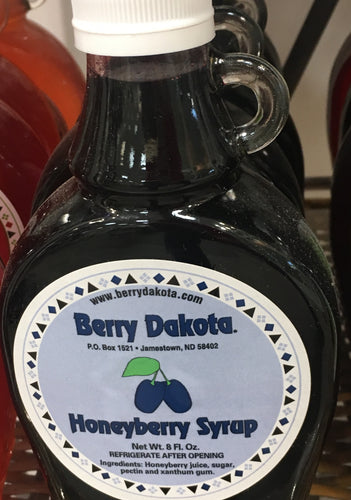 www.berrydakota.com
Berry Dakota.
P.O. Box 1521 • Jamestown, ND 58402
Honeyberry Syrup
Net Wt. 8 Fl. Oz.
REFRIGERATE AFTER OPENING
Ingredients: Honeyberry juice, sugar,
pectin and xanthum gum.